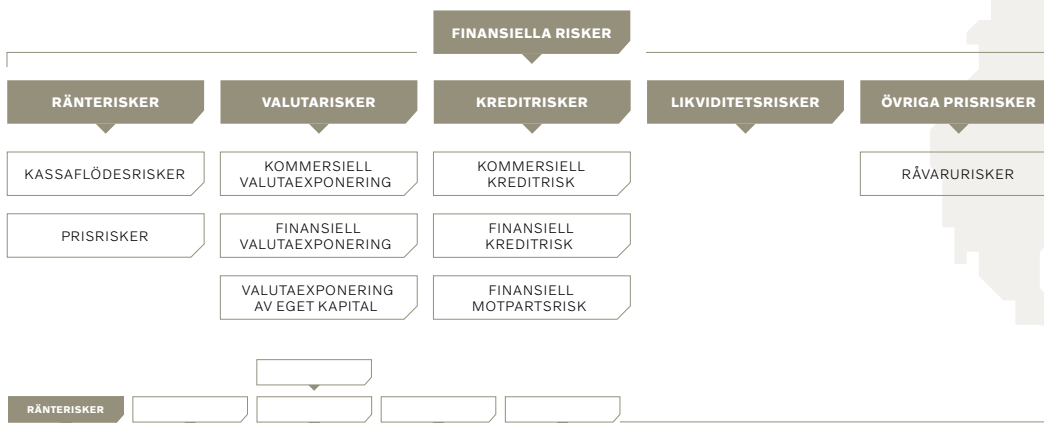 FINANSIELLA RISKER
RÄNTERISKER
VALUTARISKER
KREDITRISKER
LIKVIDITETSRISKER
ÖVRIGA PRISRISKER
KASSAFLÖDESRISKER
KOMMERSIELL
VALUTAEXPONERING
KOMMERSIELL
KREDITRISK
RÅVARURISKER
PRISRISKER
FINANSIELL
VALUTAEXPONERING
FINANSIELL
KREDITRISK
VALUTAEXPONERING
AV EGET KAPITAL
FINANSIELL
MOTPARTSRISK
RÄNTERISKER